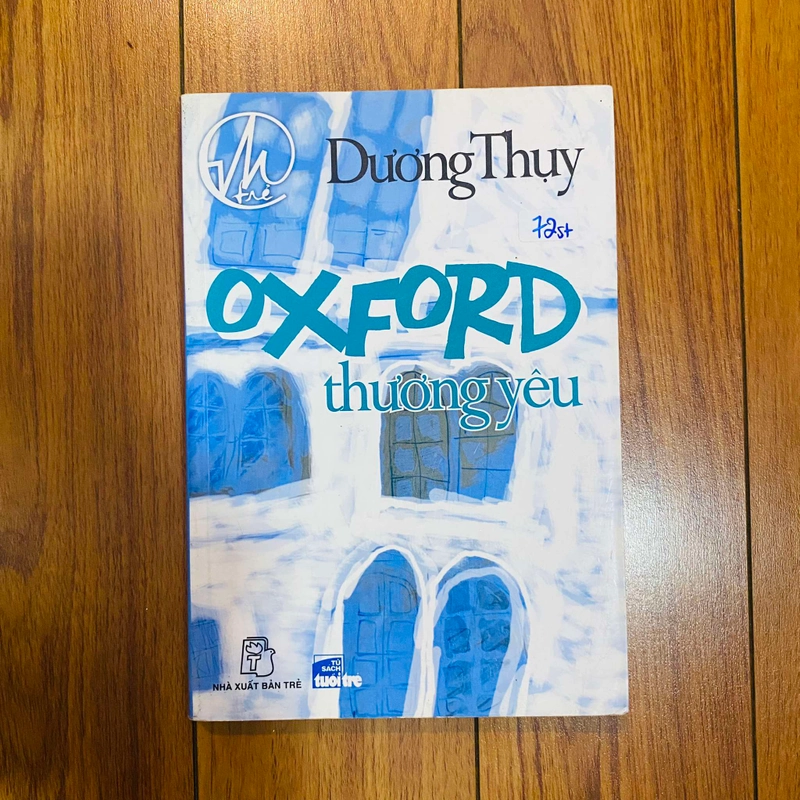 trẻ
Dương Thụy
72st
OXFORD
thương yêu
NHÀ XUẤT BẢN TRẺ
TỦ
SÁCH
tuổi trẻ